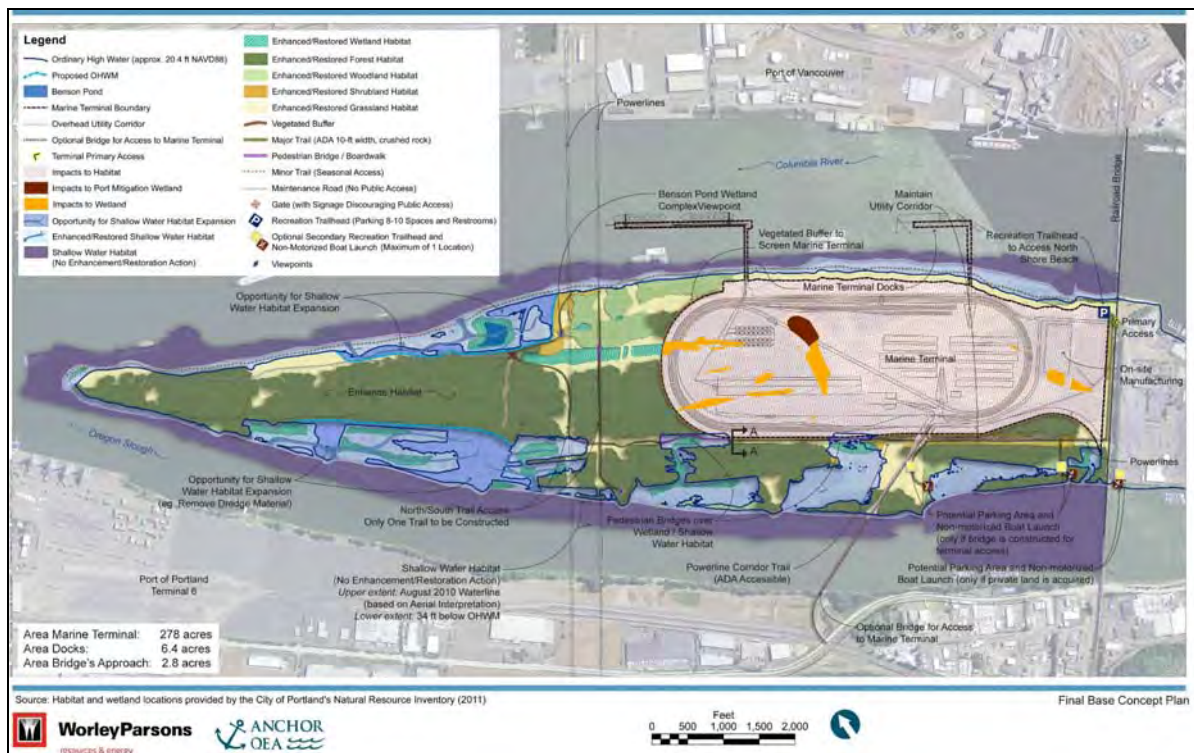 Legend
Ordinary High Water (approx. 20.4 ft NAVD88)
Proposed OHWM
Benson Pond
Marine Terminal Boundary
Overhead Utility Corridor
Optional Bridge for Access to Marine Terminal
Terminal Primary Access
Impacts to Habitat
Impacts to Port Mitigation Wetland
Impacts to Wetland
Opportunity for Shallow Water Habitat Expansion
Enhanced/Restored Shallow Water Habitat
Shallow Water Habitat
(No Enhancement/Restoration Action)
Enhanced/Restored Wetland Habitat
Enhanced/Restored Forest Habitat
Enhanced/Restored Woodland Habitat
Enhanced/Restored Shrubland Habitat
Enhanced/Restored Grassland Habitat
Vegetated Buffer
Major Trail (ADA 10-ft width, crushed rock)
Pedestrian Bridge / Boardwalk
Minor Trail (Seasonal Access)
Maintenance Road (No Public Access)
Gate (with Signage Discouraging Public Access)
P
Recreation Trailhead (Parking 8-10 Spaces and Restrooms)
Optional Secondary Recreation Trailhead and
Non-Motorized Boat Launch (Maximum of 1 Location)
Viewpoints
Port of Vancouver
Powerlines
Columbia River
Railroad Bridge
Benson Pond Wetland
ComplexViewpoint
Maintain
Utility Corridor
Vegetated Buffer to
Screen Marine Terminal
Recreation Trailhead
to Access North
Shore Beach
Marine Terminal Docks
Opportunity for Shallow
Water Habitat Expansion
P
Primary
Access
Marine Terminal
On-site
Manufacturing
Enhance Habitat
Oregon Slough
A
A
Powerlines
Opportunity for Shallow
Water Habitat Expansion
(eg. Remove Dredge Material)
North/South Trail Access
Only One Trail to be Constructed
Pedestrian Bridges over
Wetland / Shallow
Water Habitat
Potential Parking Area and
Non-motorized Boat Launch
(only if bridge is constructed for
terminal access)
Shallow Water Habitat
(No Enhancement/Restoration Action)
Upper extent: August 2010 Waterline
(based on Aerial Interpretation)
Lower extent: 34 ft below OHWM
Powerline Corridor Trail
(ADA Accessible)
Potential Parking Area and Non-motorized
Boat Launch (only if private land is acquired)
Port of Portland
Terminal 6
Optional Bridge for Access
to Marine Terminal
Area Marine Terminal: 278 acres
Area Docks: 6.4 acres
Area Bridge's Approach: 2.8 acres
Source: Habitat and wetland locations provided by the City of Portland's Natural Resource Inventory (2011)
Final Base Concept Plan
WorleyParsons
resources & energy
ANCHOR
QEA
Feet
0 500 1,000 1,500 2,000